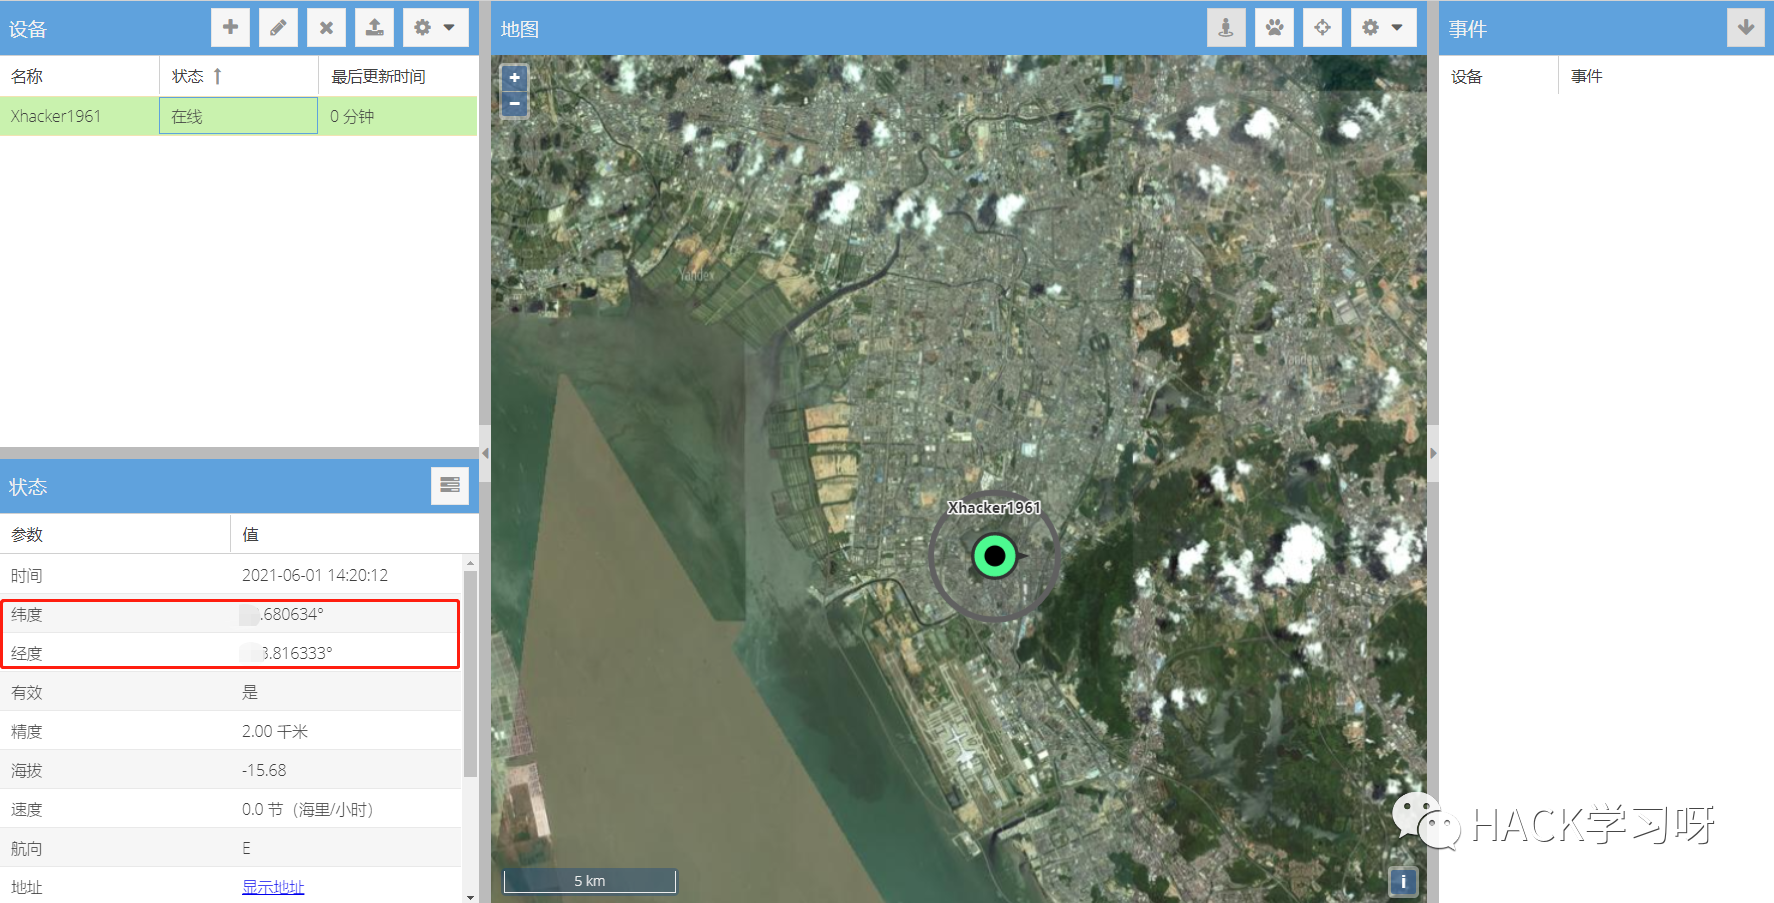 设备
名称 状态 最后更新时间
Xhacker1961 在线 0 分钟
状态
参数 值
时间 2021-06-01 14:20:12
纬度 .680634°
经度 3.816333°
有效 是
精度 2.00 千米
海拔 -15.68
速度 0.0 节（海里/小时）
航向 E
地址 显示地址
地图
+
−
Yandex
Yandex
Xhacker1961
5 km
i
事件
设备 事件
HACK学习呀